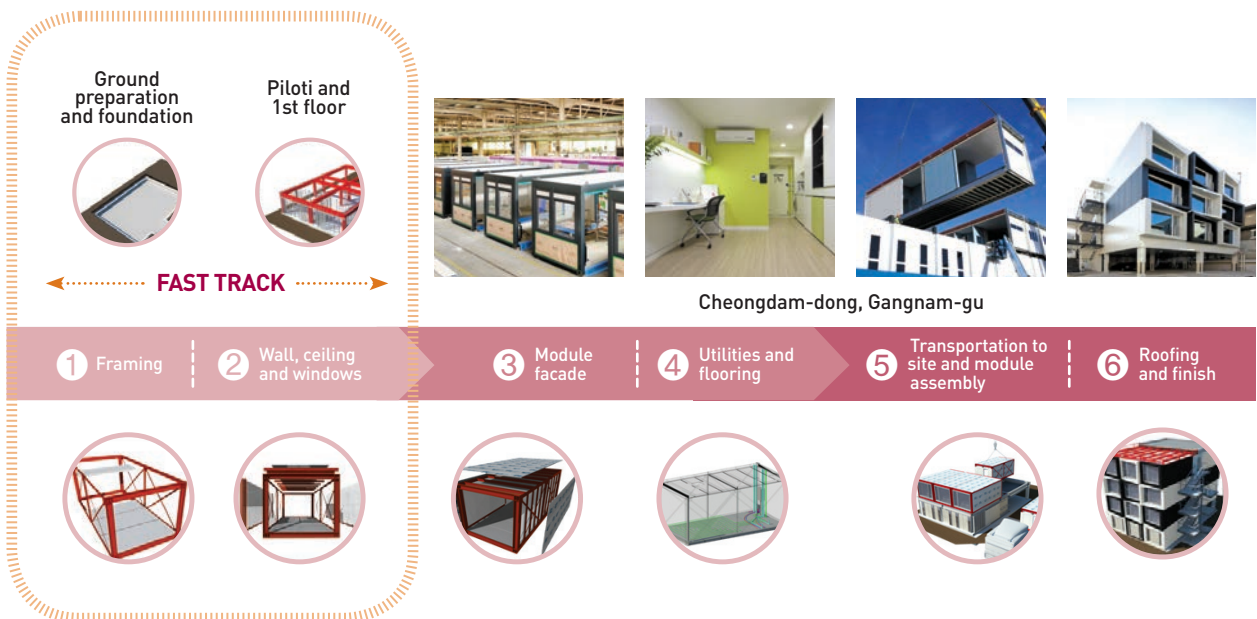 Ground
preparation
and foundation
Piloti and
1st floor
FAST TRACK
Cheongdam-dong, Gangnam-gu
1 Framing
2 Wall, ceiling
and windows
3 Module
facade
4 Utilities and
flooring
5 Transportation to
site and module
assembly
6 Roofing
and finish